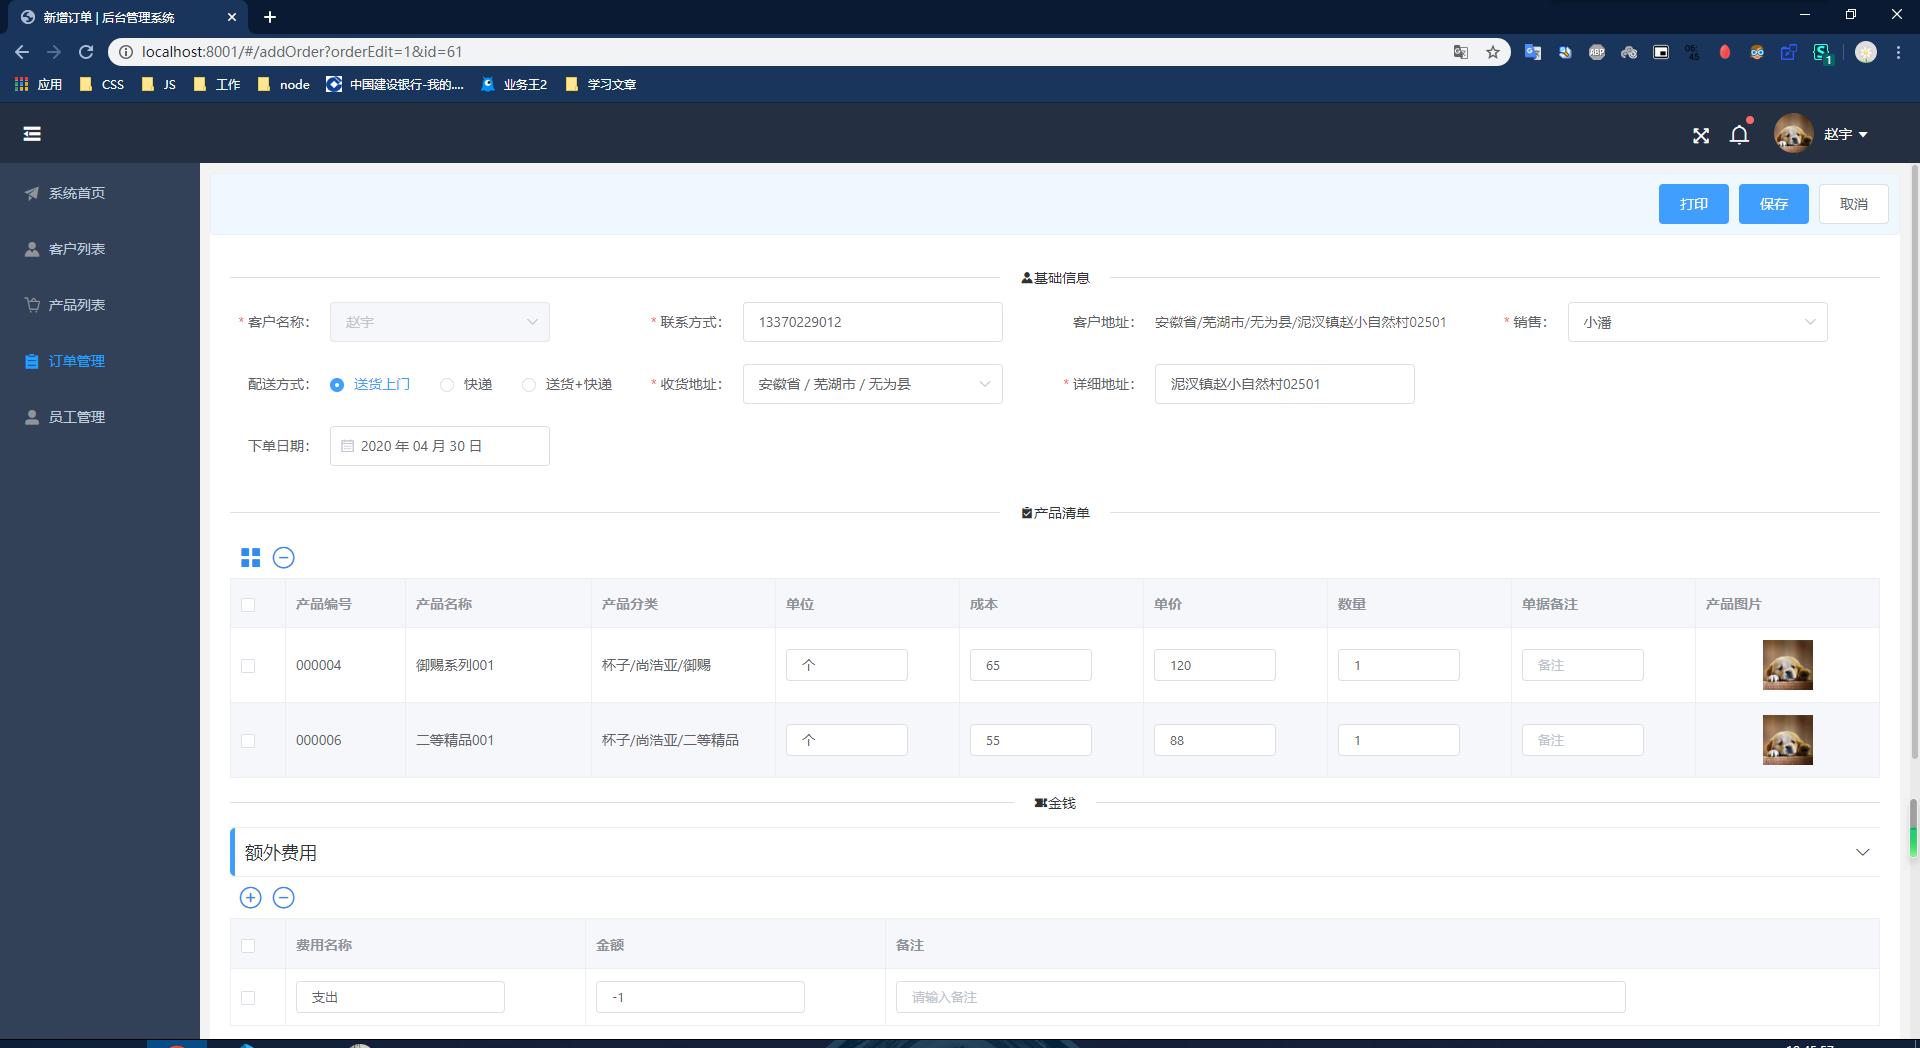 新增订单 | 后台管理系统
localhost:8001/#/addOrder?orderEdit=1&id=61
应用 CSS JS 工作 node 中国建设银行-我的.... 业务王2 学习文章
赵宇
系统首页
客户列表
产品列表
订单管理
员工管理
打印 保存 取消
基础信息
* 客户名称： 赵宇 * 联系方式： 13370229012 客户地址： 安徽省/芜湖市/无为县/泥汊镇赵小自然村02501 * 销售： 小潘
配送方式： 送货上门 快递 送货+快递 * 收货地址： 安徽省 / 芜湖市 / 无为县 * 详细地址： 泥汊镇赵小自然村02501
下单日期： 2020 年 04 月 30 日
产品清单
产品编号 产品名称 产品分类 单位 成本 单价 数量 单据备注 产品图片
000004 御赐系列001 杯子/尚浩亚/御赐 个 65 120 1 备注
000006 二等精品001 杯子/尚浩亚/二等精品 个 55 88 1 备注
金钱
额外费用
费用名称 金额 备注
支出 -1 请输入备注